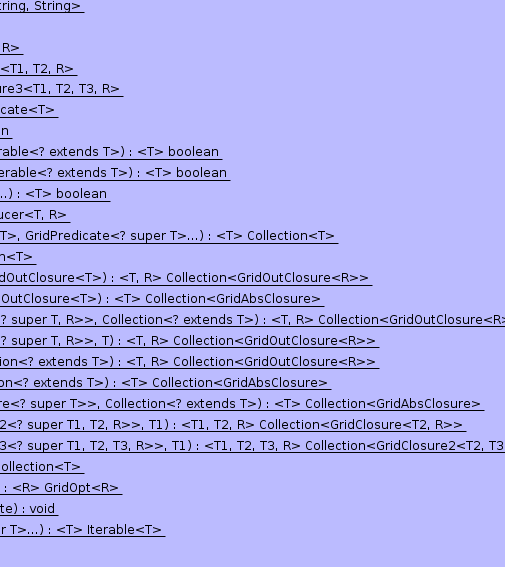 tring, String>
R>
<T1, T2, R>
ure3<T1, T2, T3, R>
cate<T>
n
rable<? extends T>) : <T> boolean
erable<? extends T>) : <T> boolean
...) : <T> boolean
ucer<T, R>
T>, GridPredicate<? super T>...) : <T> Collection<T>
n<T>
dOutClosure<T>) : <T, R> Collection<GridOutClosure<R>>
OutClosure<T>) : <T> Collection<GridAbsClosure>
? super T, R>>, Collection<? extends T>) : <T, R> Collection<GridOutClosure<R>
? super T, R>>, T) : <T, R> Collection<GridOutClosure<R>>
ion<? extends T>) : <T, R> Collection<GridOutClosure<R>>
on<? extends T>) : <T> Collection<GridAbsClosure>
re<? super T>>, Collection<? extends T>) : <T> Collection<GridAbsClosure>
2<? super T1, T2, R>>, T1) : <T1, T2, R> Collection<GridClosure<T2, R>>
3<? super T1, T2, T3, R>>, T1) : <T1, T2, T3, R> Collection<GridClosure2<T2, T3
ollection<T>
: <R> GridOpt<R>
te) : void
r T>...) : <T> Iterable<T>